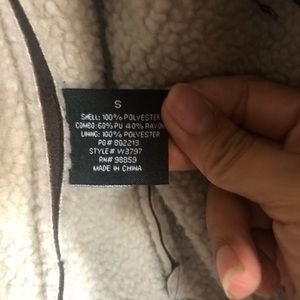 S
SHELL: 100% POLYESTER
COMBO: 60% PU 40% RAYON
LINING: 100% POLYESTER
PO# 802213
STYLE# W3797
RN# 98859
MADE IN CHINA